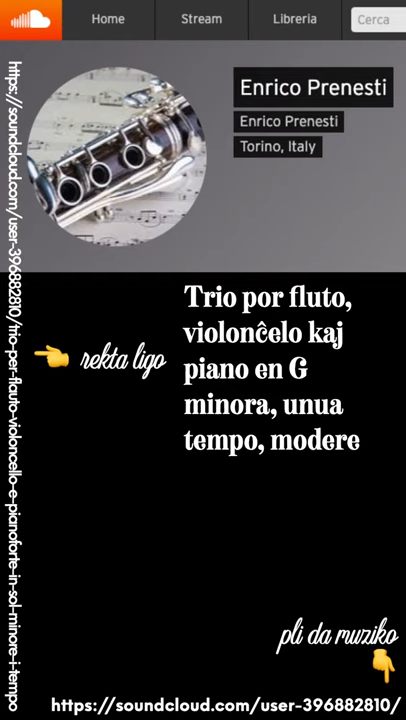 Home
Stream
Libreria
Cerca
Enrico Prenesti
Enrico Prenesti
Torino, Italy
https://soundcloud.com/user-396882810/trio-per-flauto-violoncello-e-pianoforte-in-sol-minore-i-tempo
Trio por fluto,
violonĉelo kaj
piano en G
minora, unua
tempo, modere
rekta ligo
pli da muziko
https://soundcloud.com/user-396882810/